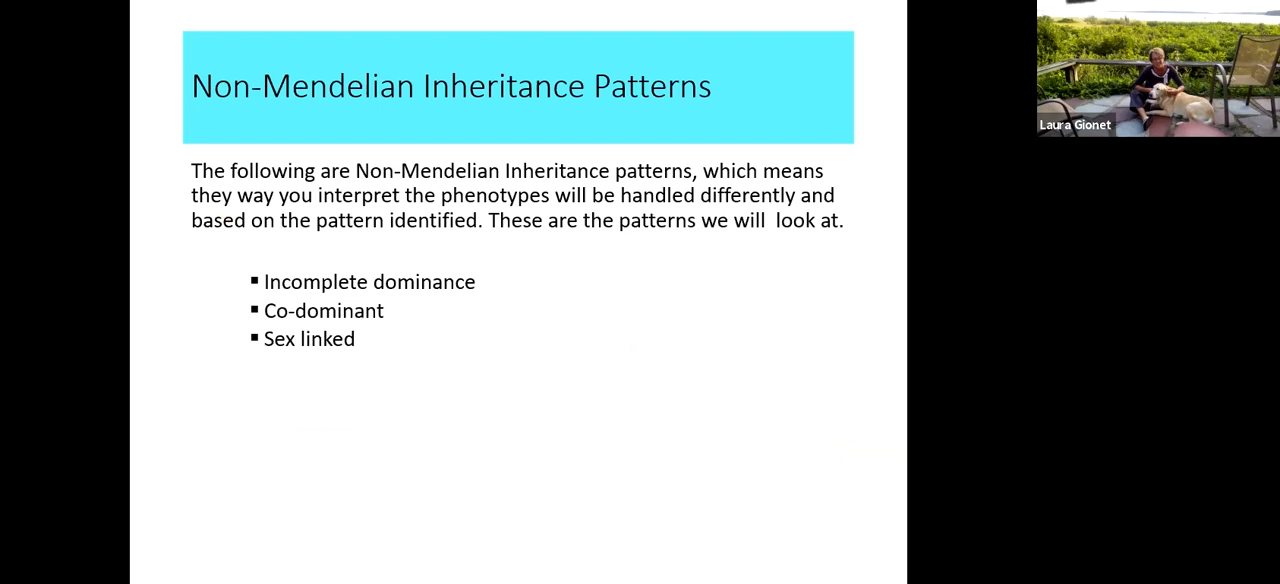 Non-Mendelian Inheritance Patterns
The following are Non-Mendelian Inheritance patterns, which means
they way you interpret the phenotypes will be handled differently and
based on the pattern identified. These are the patterns we will  look at.
▪ Incomplete dominance
▪ Co-dominant
▪ Sex linked
Laura Gionet